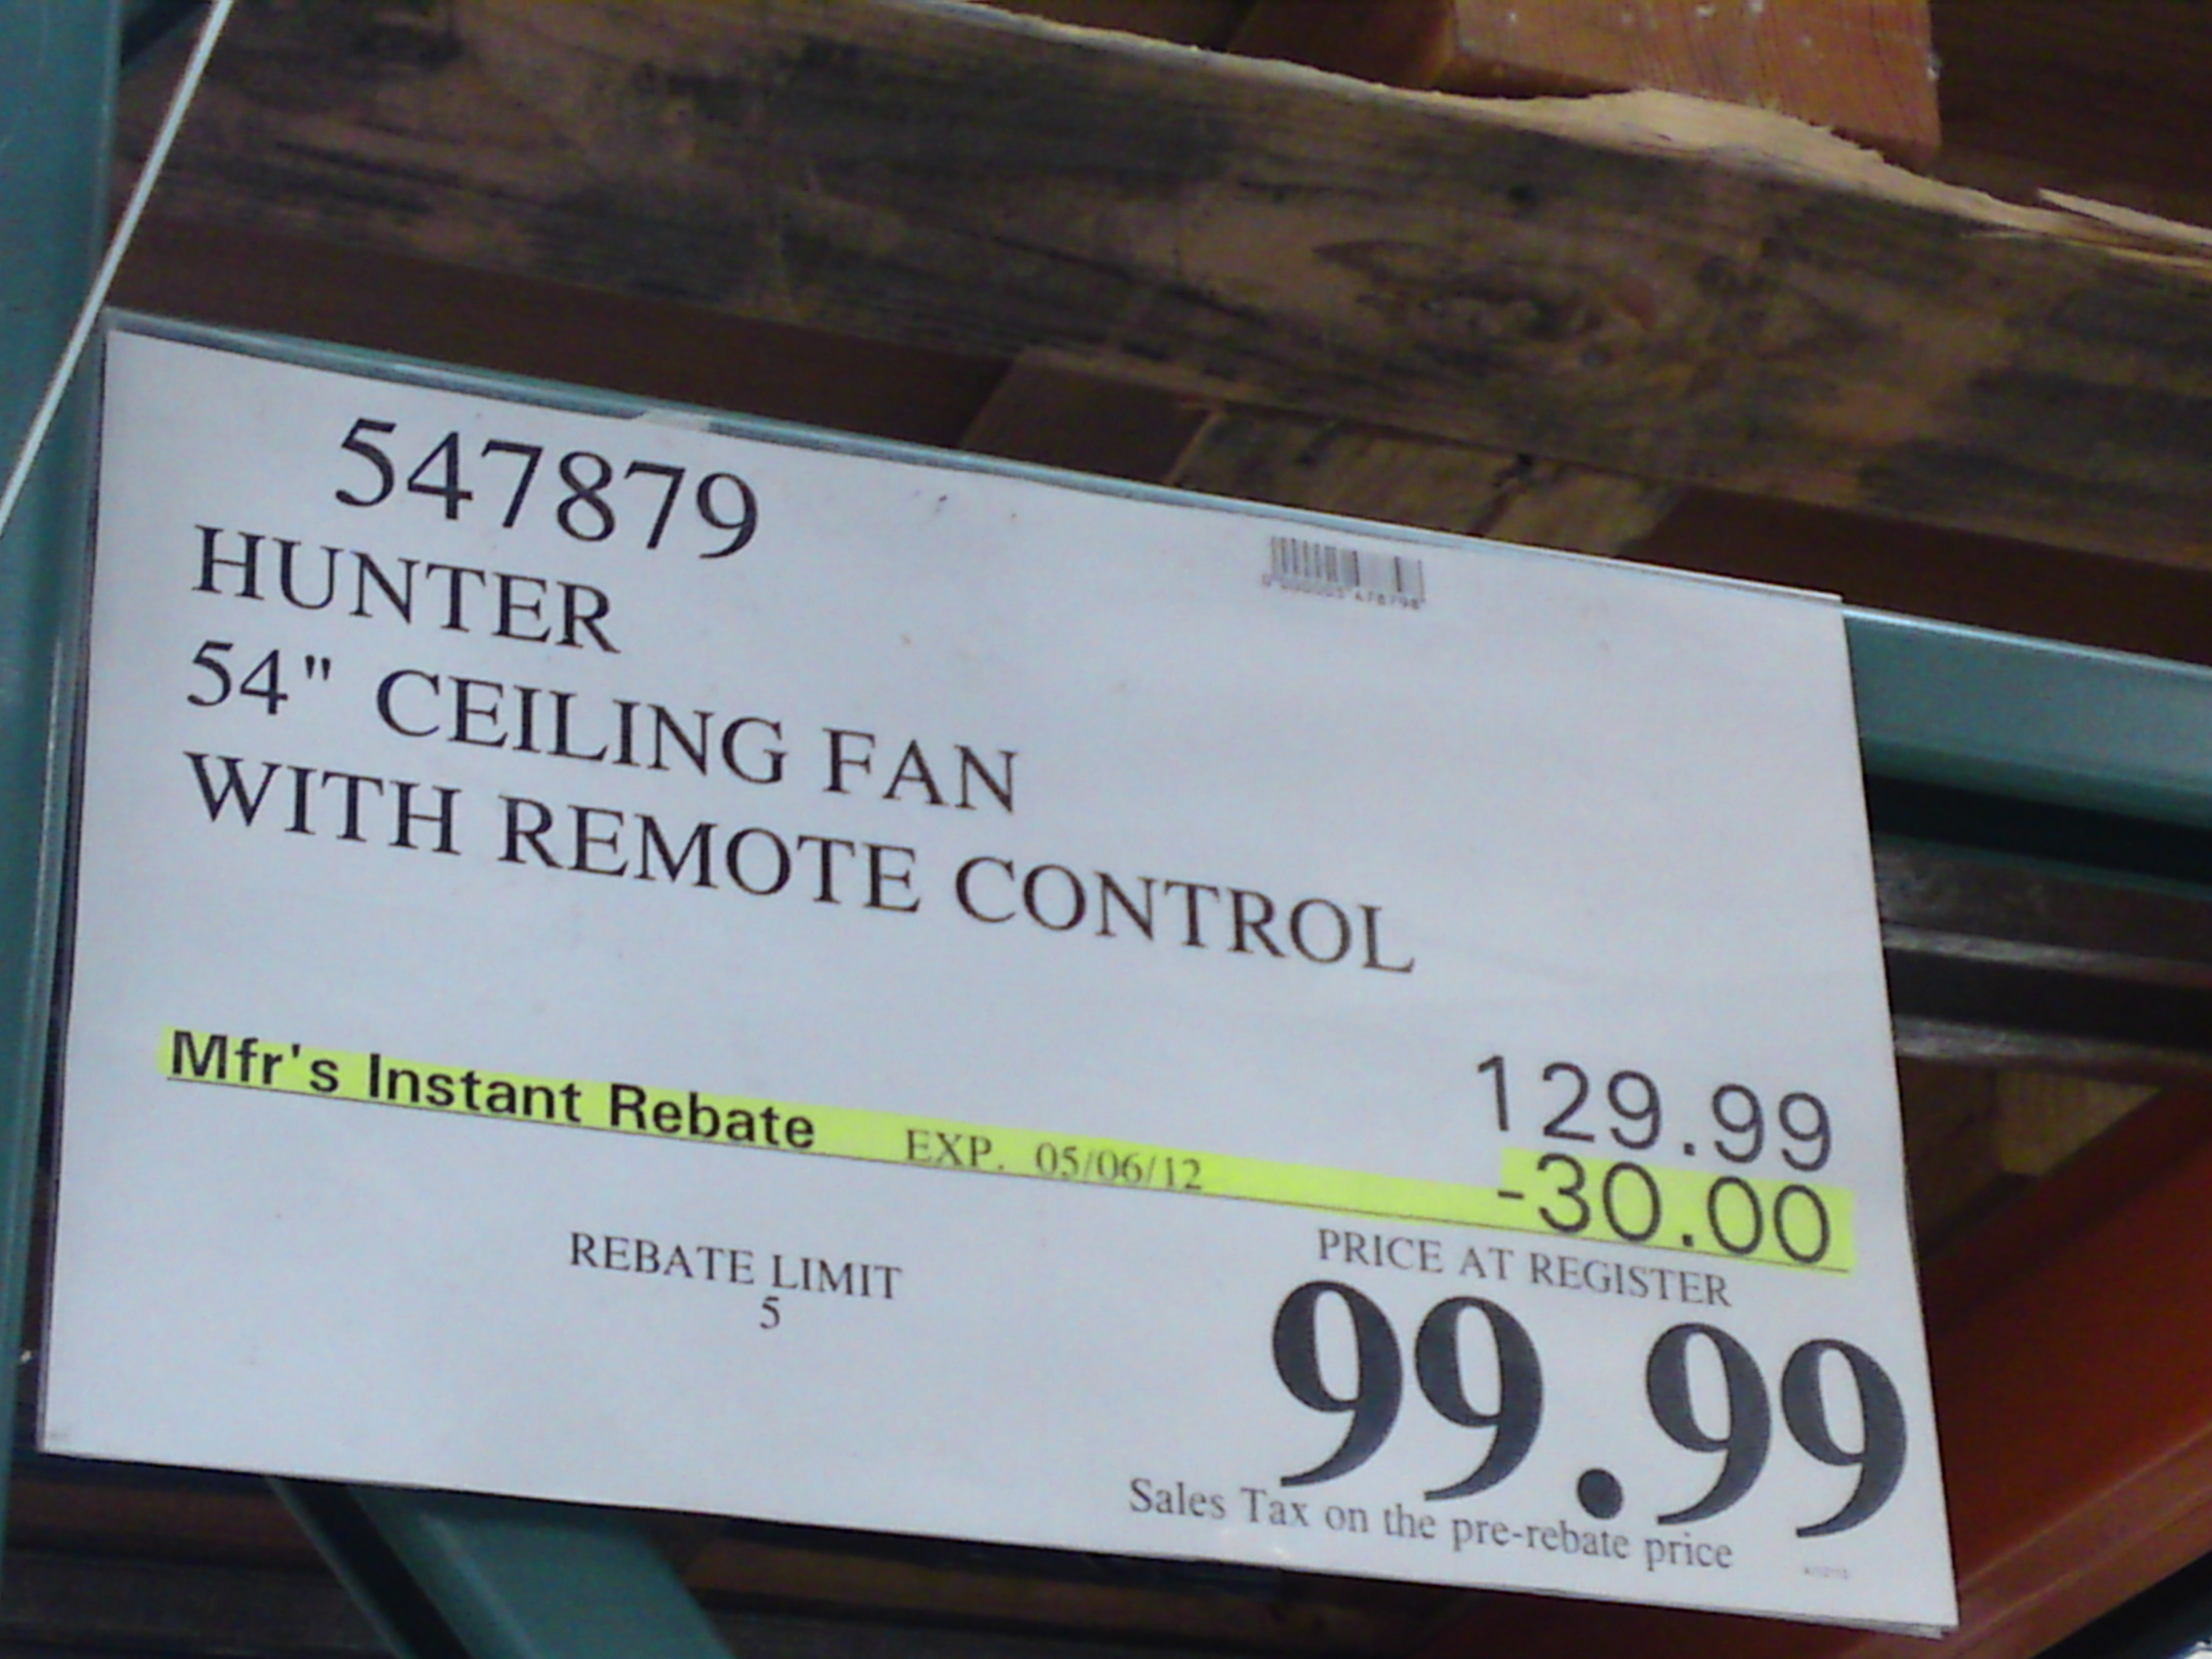 547879
HUNTER
54" CEILING FAN
WITH REMOTE CONTROL
129.99
Mfr's Instant Rebate EXP. 05/06/12 -30.00
REBATE LIMIT
5
PRICE AT REGISTER
99.99
Sales Tax on the pre-rebate price